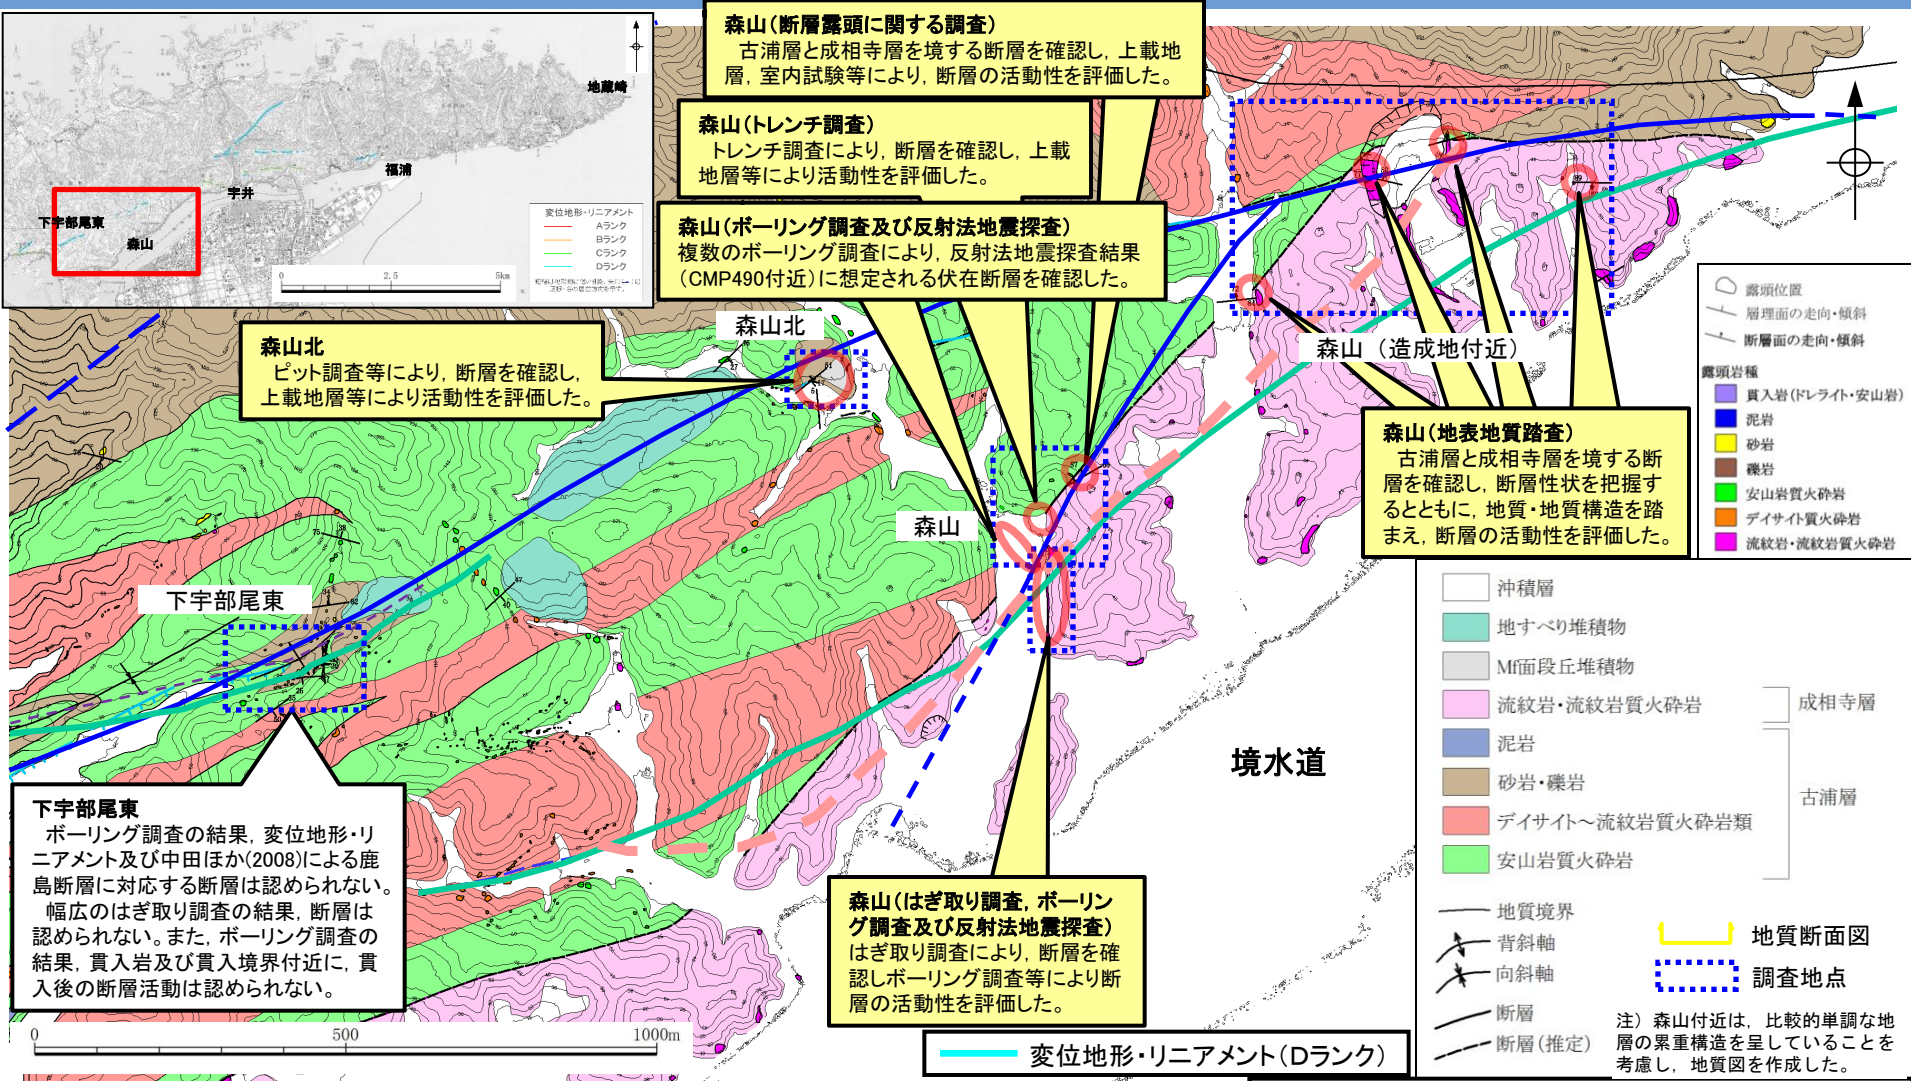 森山（断層露頭に関する調査）
古浦層と成相寺層を境する断層を確認し，上載地
層，室内試験等により，断層の活動性を評価した。
森山（トレンチ調査）
トレンチ調査により，断層を確認し，上載
地層等により活動性を評価した。
森山（ボーリング調査及び反射法地震探査）
複数のボーリング調査により，反射法地震探査結果
（CMP490付近）に想定される伏在断層を確認した。
地蔵崎
福浦
宇井
下宇部尾東
森山
変位地形・リニアメント
Aランク
Bランク
Cランク
Dランク
0 2.5 5km
森山北
ピット調査等により，断層を確認し，
上載地層等により活動性を評価した。
森山北
森山（造成地付近）
森山
下宇部尾東
森山（地表地質踏査）
古浦層と成相寺層を境する断
層を確認し，断層性状を把握す
るとともに，地質・地質構造を踏
まえ，断層の活動性を評価した。
露頭位置
層理面の走向・傾斜
断層面の走向・傾斜
露頭岩種
貫入岩（ドレライト・安山岩）
泥岩
砂岩
礫岩
安山岩質火砕岩
デイサイト質火砕岩
流紋岩・流紋岩質火砕岩
境水道
下宇部尾東
ボーリング調査の結果，変位地形・リ
ニアメント及び中田ほか(2008)による鹿
島断層に対応する断層は認められない。
幅広のはぎ取り調査の結果，断層は
認められない。また，ボーリング調査の
結果，貫入岩及び貫入境界付近に，貫
入後の断層活動は認められない。
森山（はぎ取り調査，ボーリン
グ調査及び反射法地震探査）
はぎ取り調査により，断層を確
認しボーリング調査等により断
層の活動性を評価した。
沖積層
地すべり堆積物
Mf面段丘堆積物
流紋岩・流紋岩質火砕岩
成相寺層
泥岩
砂岩・礫岩
古浦層
デイサイト～流紋岩質火砕岩類
安山岩質火砕岩
地質境界
背斜軸
向斜軸
断層
断層（推定）
地質断面図
調査地点
注） 森山付近は，比較的単調な地
層の累重構造を呈していることを
考慮し，地質図を作成した。
0 500 1000m
変位地形・リニアメント（Dランク）